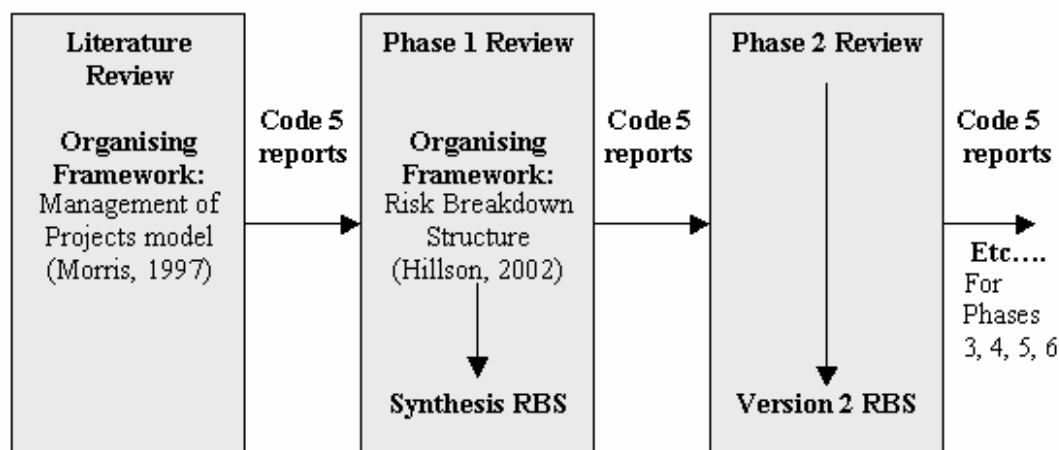 Literature
Review
Organising
Framework:
Management of
Projects model
(Morris, 1997)
Code 5
reports
Phase 1 Review
Organising
Framework:
Risk Breakdown
Structure
(Hillson, 2002)
Synthesis RBS
Code 5
reports
Phase 2 Review
Version 2 RBS
Code 5
reports
Etc….
For
Phases
3, 4, 5, 6